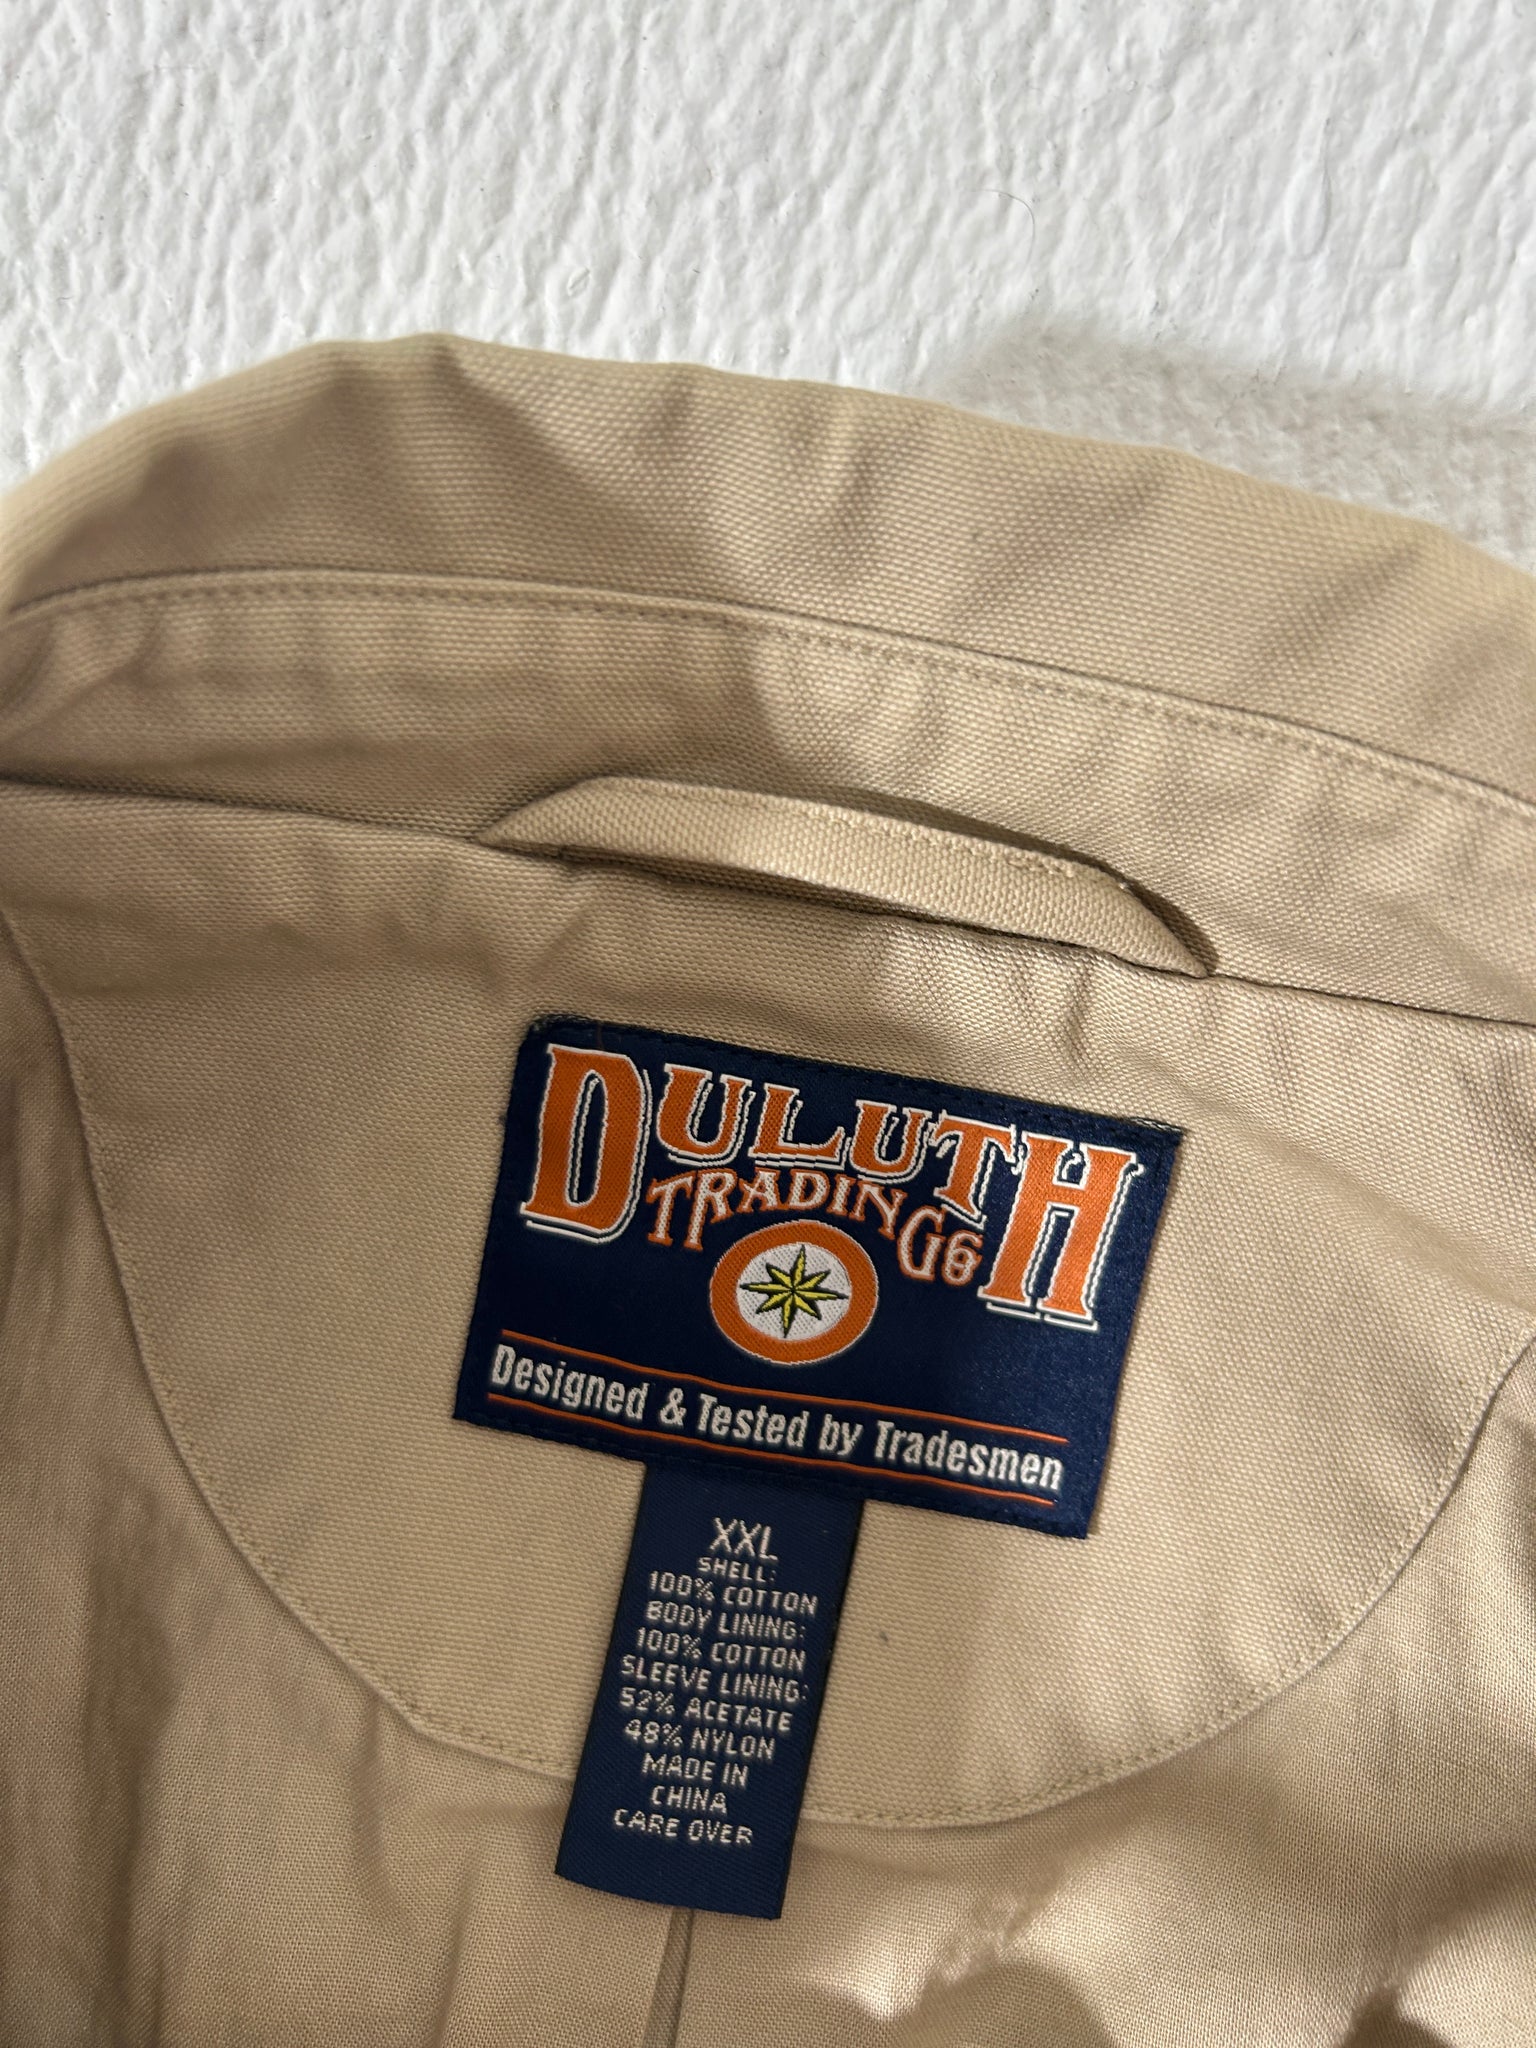 DULUTH
TRADING Co
Designed & Tested by Tradesmen
XXL
SHELL:
100% COTTON
BODY LINING:
100% COTTON
SLEEVE LINING:
52% ACETATE
48% NYLON
MADE IN
CHINA
CARE OVER